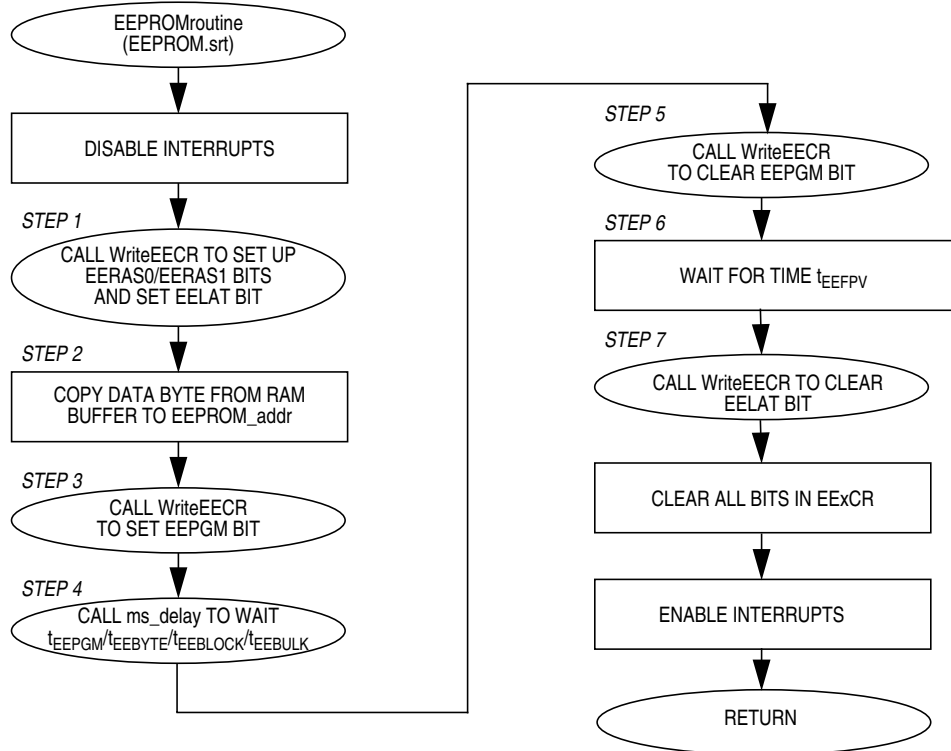 EEPROMroutine
(EEPROM.srt)
DISABLE INTERRUPTS
STEP 1
CALL WriteEECR TO SET UP
EERAS0/EERAS1 BITS
AND SET EELAT BIT
STEP 2
COPY DATA BYTE FROM RAM
BUFFER TO EEPROM_addr
STEP 3
CALL WriteEECR
TO SET EEPGM BIT
STEP 4
CALL ms_delay TO WAIT
tEEPGM/tEEBYTE/tEEBLOCK/tEEBULK
STEP 5
CALL WriteEECR
TO CLEAR EEPGM BIT
STEP 6
WAIT FOR TIME tEEFPV
STEP 7
CALL WriteEECR TO CLEAR
EELAT BIT
CLEAR ALL BITS IN EExCR
ENABLE INTERRUPTS
RETURN